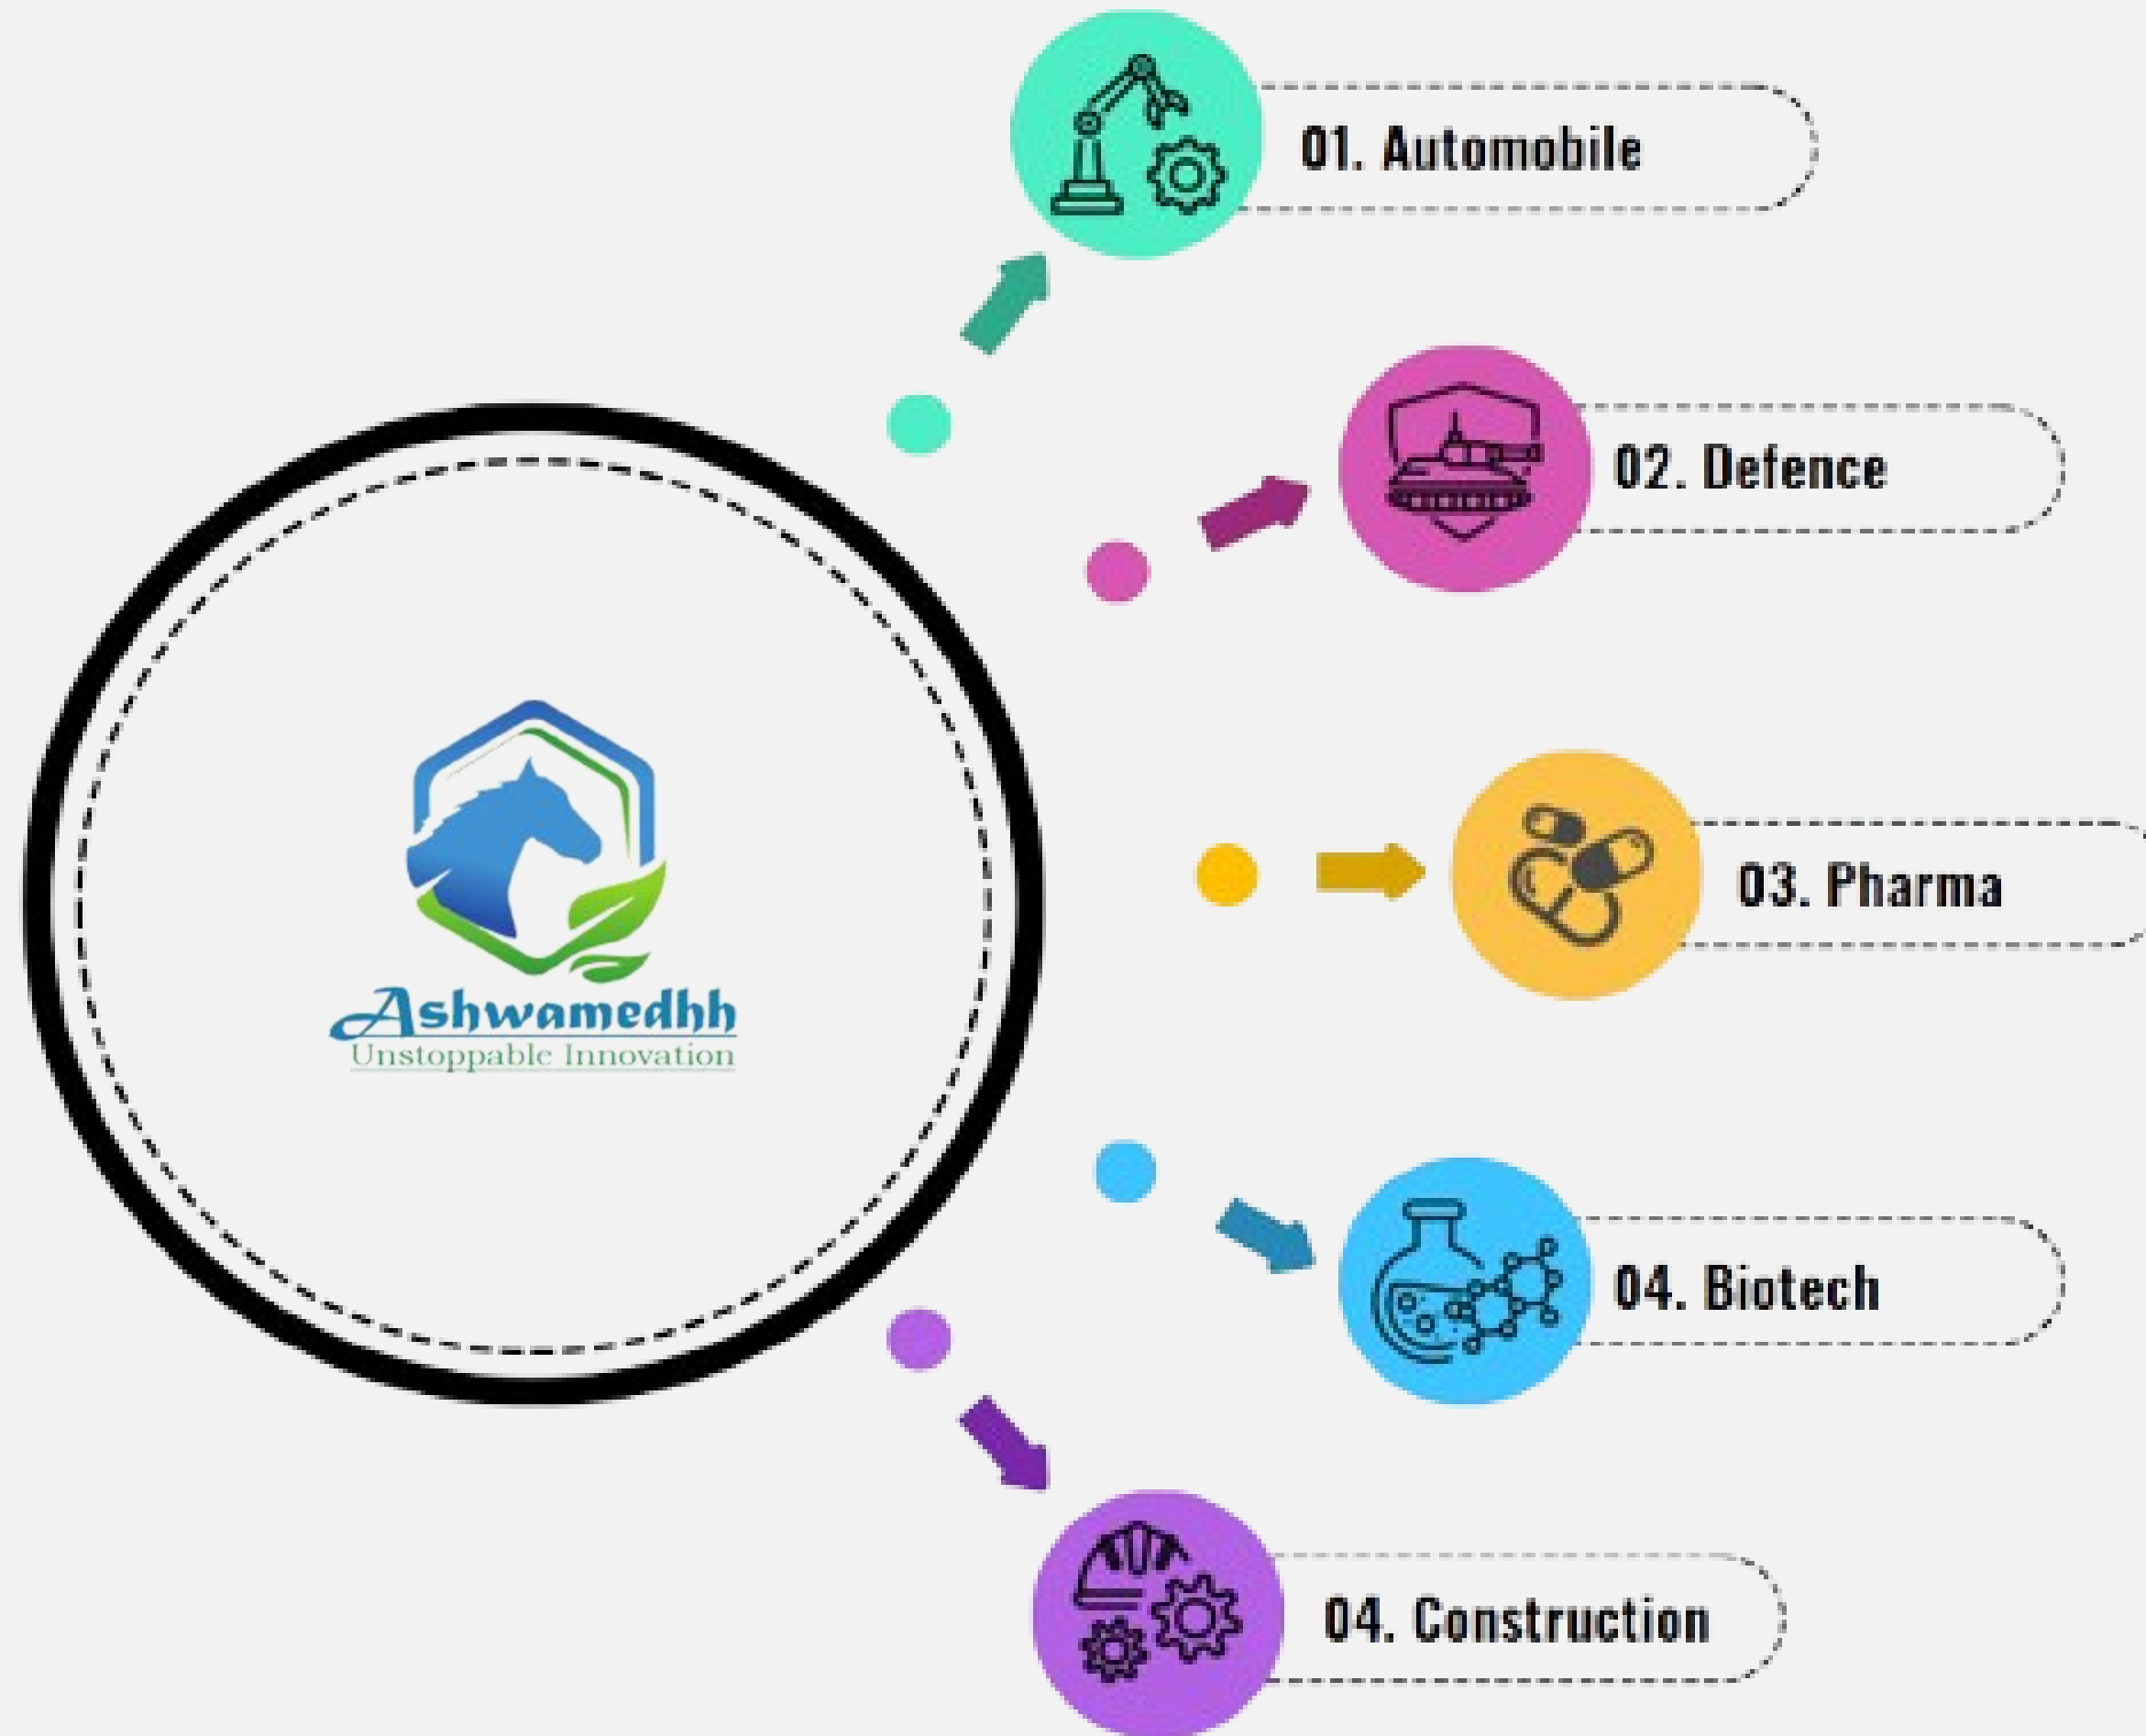 01. Automobile
02. Defence
Ashwamedhh
Unstoppable Innovation
03. Pharma
04. Biotech
04. Construction